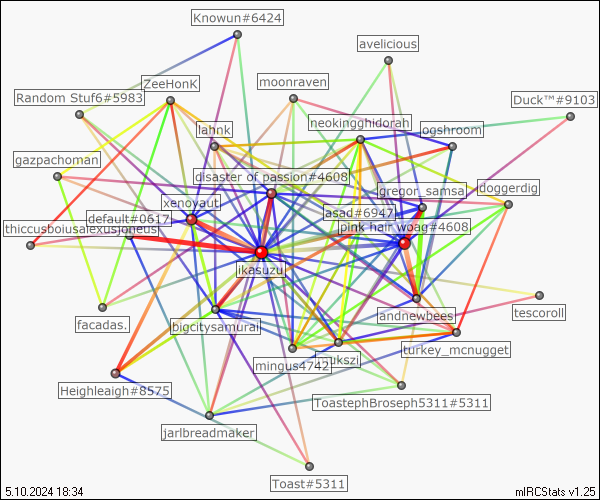 Knowun#6424
avelicious
ZeeHonK
moonraven
Random Stuf6#5983
Duck™#9103
lahnk
neokingghidorah
ogshroom
gazpachoman
disaster of passion#4608
gregor_samsa
doggerdig
xenoyaut
asad#6947
default#0617
pink hair woag#4608
thiccusboiusalexusjoneus
ikasuzu
tescoroll
facadas.
bigcitysamurai
andnewbees
mingus4742
ukszi
turkey_mcnugget
Heighleaigh#8575
ToastephBroseph5311#5311
jarlbreadmaker
Toast#5311
5.10.2024 18:34
mIRCStats v1.25